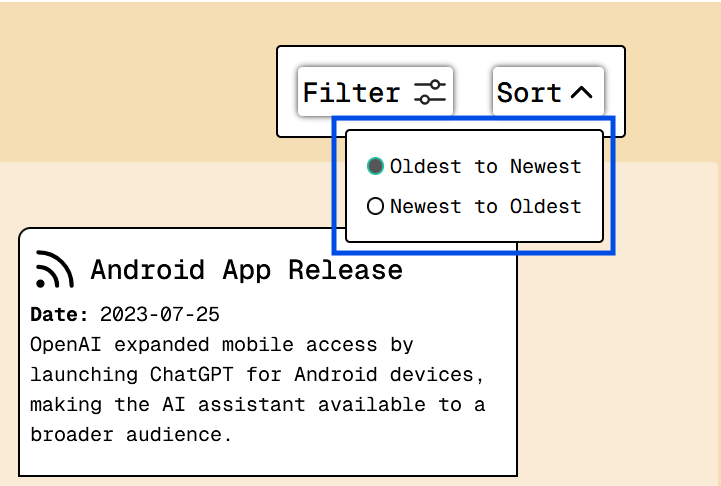 Filter
Sort
Oldest to Newest
Newest to Oldest
Android App Release
Date: 2023-07-25
OpenAI expanded mobile access by
launching ChatGPT for Android devices,
making the AI assistant available to a
broader audience.